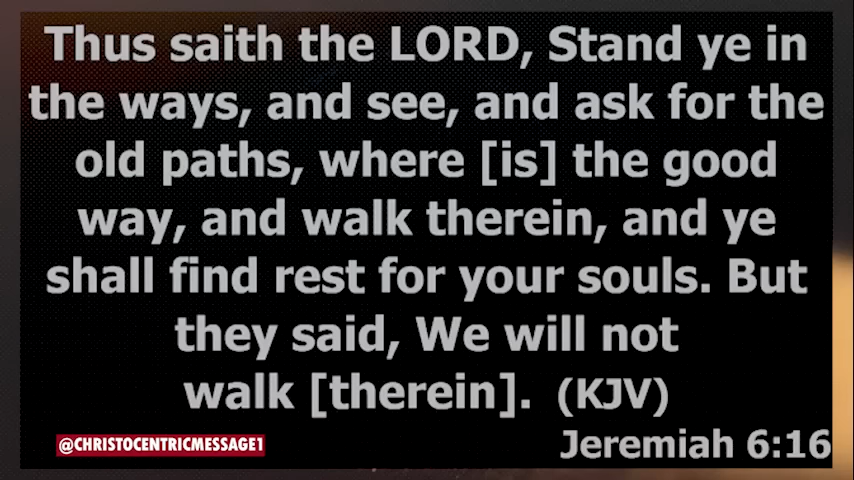 Thus saith the LORD, Stand ye in
the ways, and see, and ask for the
old paths, where [is] the good
way, and walk therein, and ye
shall find rest for your souls. But
they said, We will not
walk [therein]. (KJV)
@CHRISTOCENTRICMESSAGE1
Jeremiah 6:16